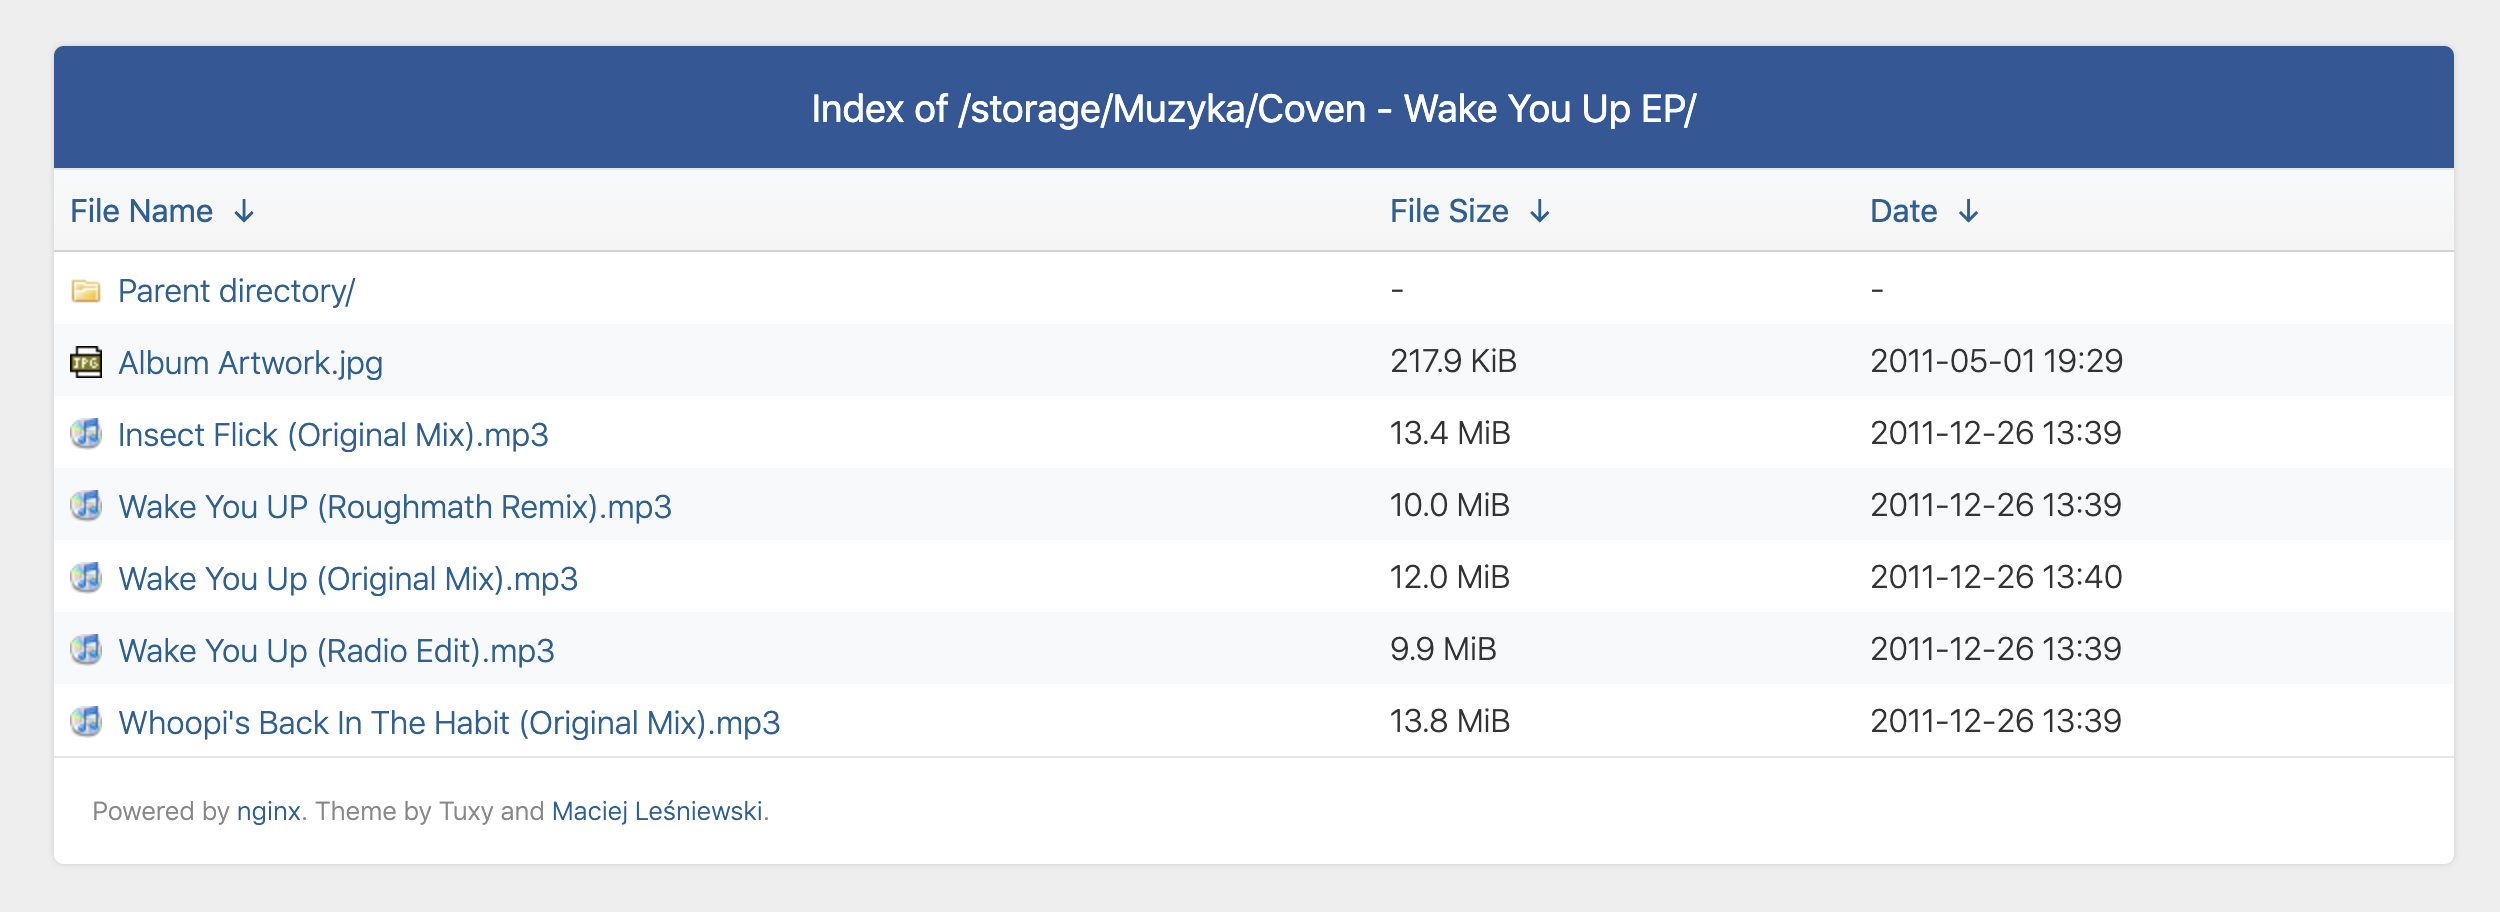 Index of /storage/Muzyka/Coven - Wake You Up EP/
File Name ↓ File Size ↓ Date ↓
Parent directory/ - -
JPG Album Artwork.jpg 217.9 KiB 2011-05-01 19:29
Insect Flick (Original Mix).mp3 13.4 MiB 2011-12-26 13:39
Wake You UP (Roughmath Remix).mp3 10.0 MiB 2011-12-26 13:39
Wake You Up (Original Mix).mp3 12.0 MiB 2011-12-26 13:40
Wake You Up (Radio Edit).mp3 9.9 MiB 2011-12-26 13:39
Whoopi's Back In The Habit (Original Mix).mp3 13.8 MiB 2011-12-26 13:39
Powered by nginx. Theme by Tuxy and Maciej Leśniewski.